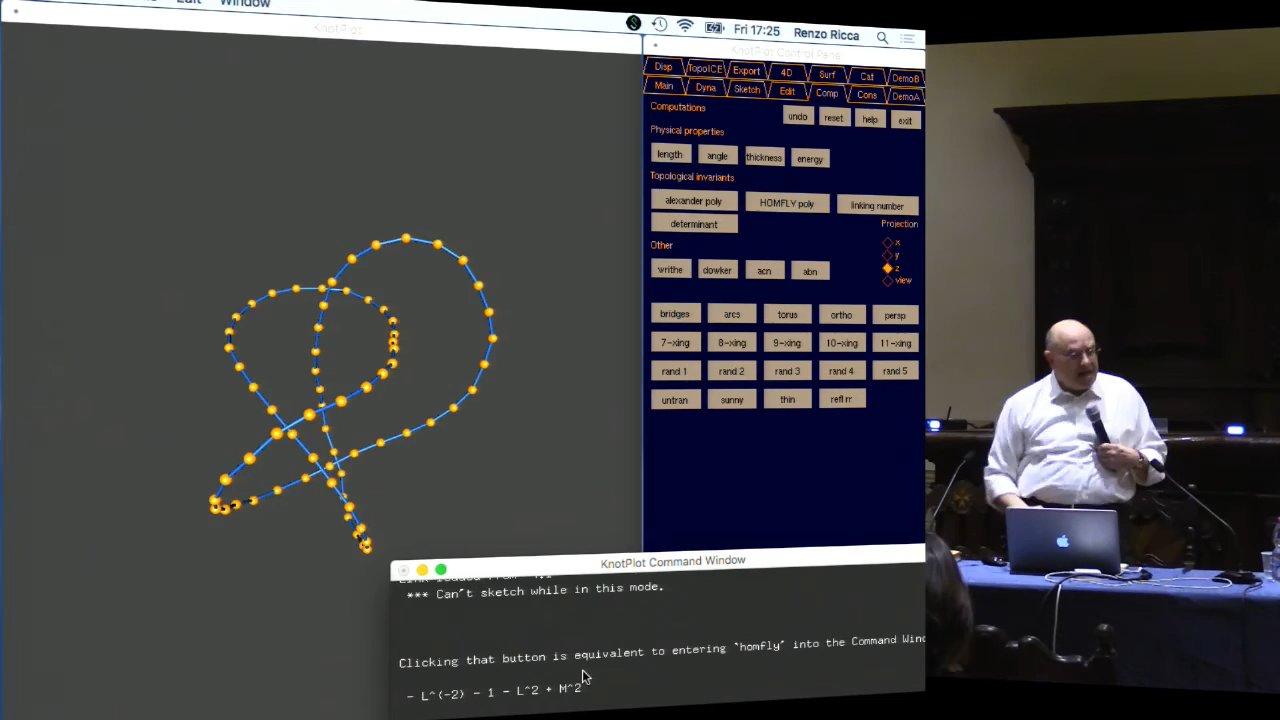 Edit Window
Fri 17:25 Renzo Ricca
KnotPlot
KnotPlot Control Panel
Disp TopoICE Export 4D Surf Cat DemoB
Main Dyna Sketch Edit Comp Cons DemoA
Computations
undo reset help exit
Physical properties
length angle thickness energy
Topological invariants
alexander poly HOMFLY poly linking number
determinant
Projection
Other
x
y
writhe dowker acn abn
z
view
bridges arcs torus ortho persp
7-xing 8-xing 9-xing 10-xing 11-xing
rand 1 rand 2 rand 3 rand 4 rand 5
untran sunny thin refl rr
KnotPlot Command Window
*** Can't sketch while in this mode.
Clicking that button is equivalent to entering `homfly' into the Command
- L^(-2) - 1 - L^2 + M^2